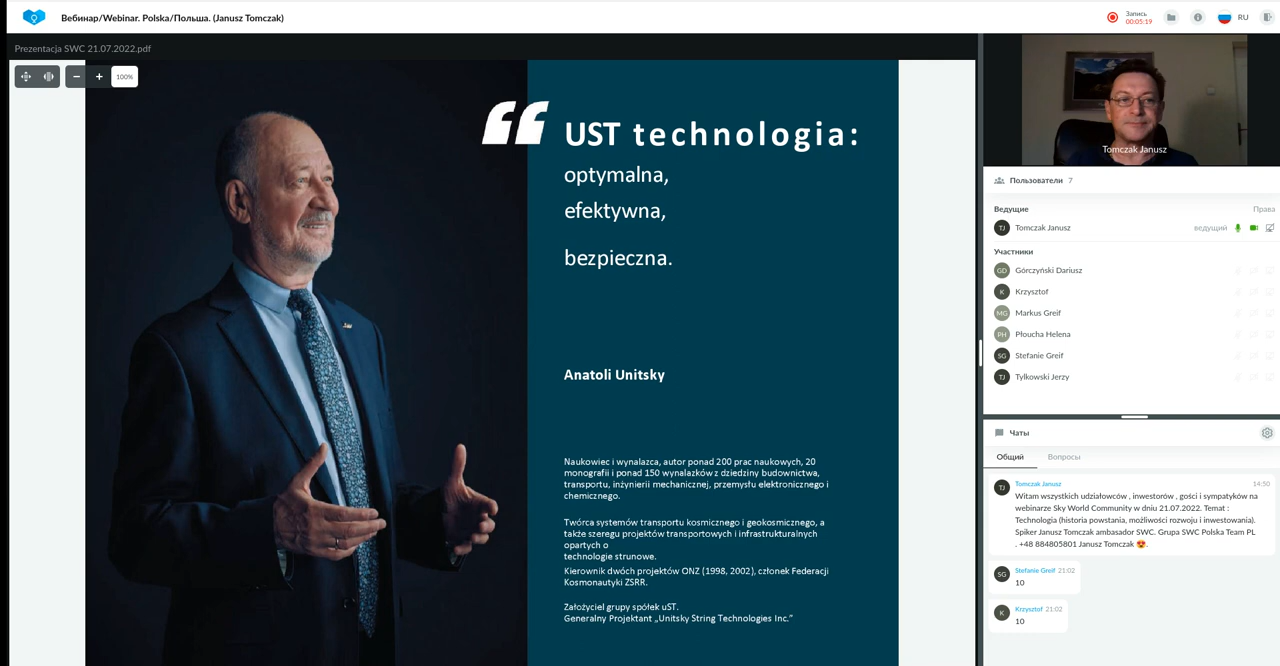 Вебинар/Webinar. Polska/Польша. (Janusz Tomczak)
Запись
00:05:19
RU
Prezentacja SWC 21.07.2022.pdf
100%
“
UST technologia:
optymalna,
efektywna,
bezpieczna.
Anatoli Unitsky
Naukowiec i wynalazca, autor ponad 200 prac naukowych, 20
monografii i ponad 150 wynalazków z dziedziny budownictwa,
transportu, inżynierii mechanicznej, przemysłu elektronicznego i
chemicznego.
Twórca systemów transportu kosmicznego i geokosmicznego, a
także szeregu projektów transportowych i infrastrukturalnych
opartych o
technologie strunowe.
Kierownik dwóch projektów ONZ (1998, 2002), członek Federacji
Kosmonautyki ZSRR.
Założyciel grupy spółek uST.
Generalny Projektant „Unitsky String Technologies Inc.”
Tomczak Janusz
Пользователи 7
Ведущие Права
TJ Tomczak Janusz ведущий
Участники
GD Górczyński Dariusz
K Krzysztof
MG Markus Greif
PH Płoucha Helena
SG Stefanie Greif
TJ Tylkowski Jerzy
Чаты
Общий Вопросы
TJ Tomczak Janusz 14:50
Witam wszystkich udziałowców , inwestorów , gości i sympatyków na
webinarze Sky World Community w dniu 21.07.2022. Temat :
Technologia (historia powstania, możliwości rozwoju i inwestowania).
Spiker Janusz Tomczak ambasador SWC. Grupa SWC Polska Team PL
. +48 884805801 Janusz Tomczak 😍.
SG Stefanie Greif 21:02
10
K Krzysztof 21:02
10